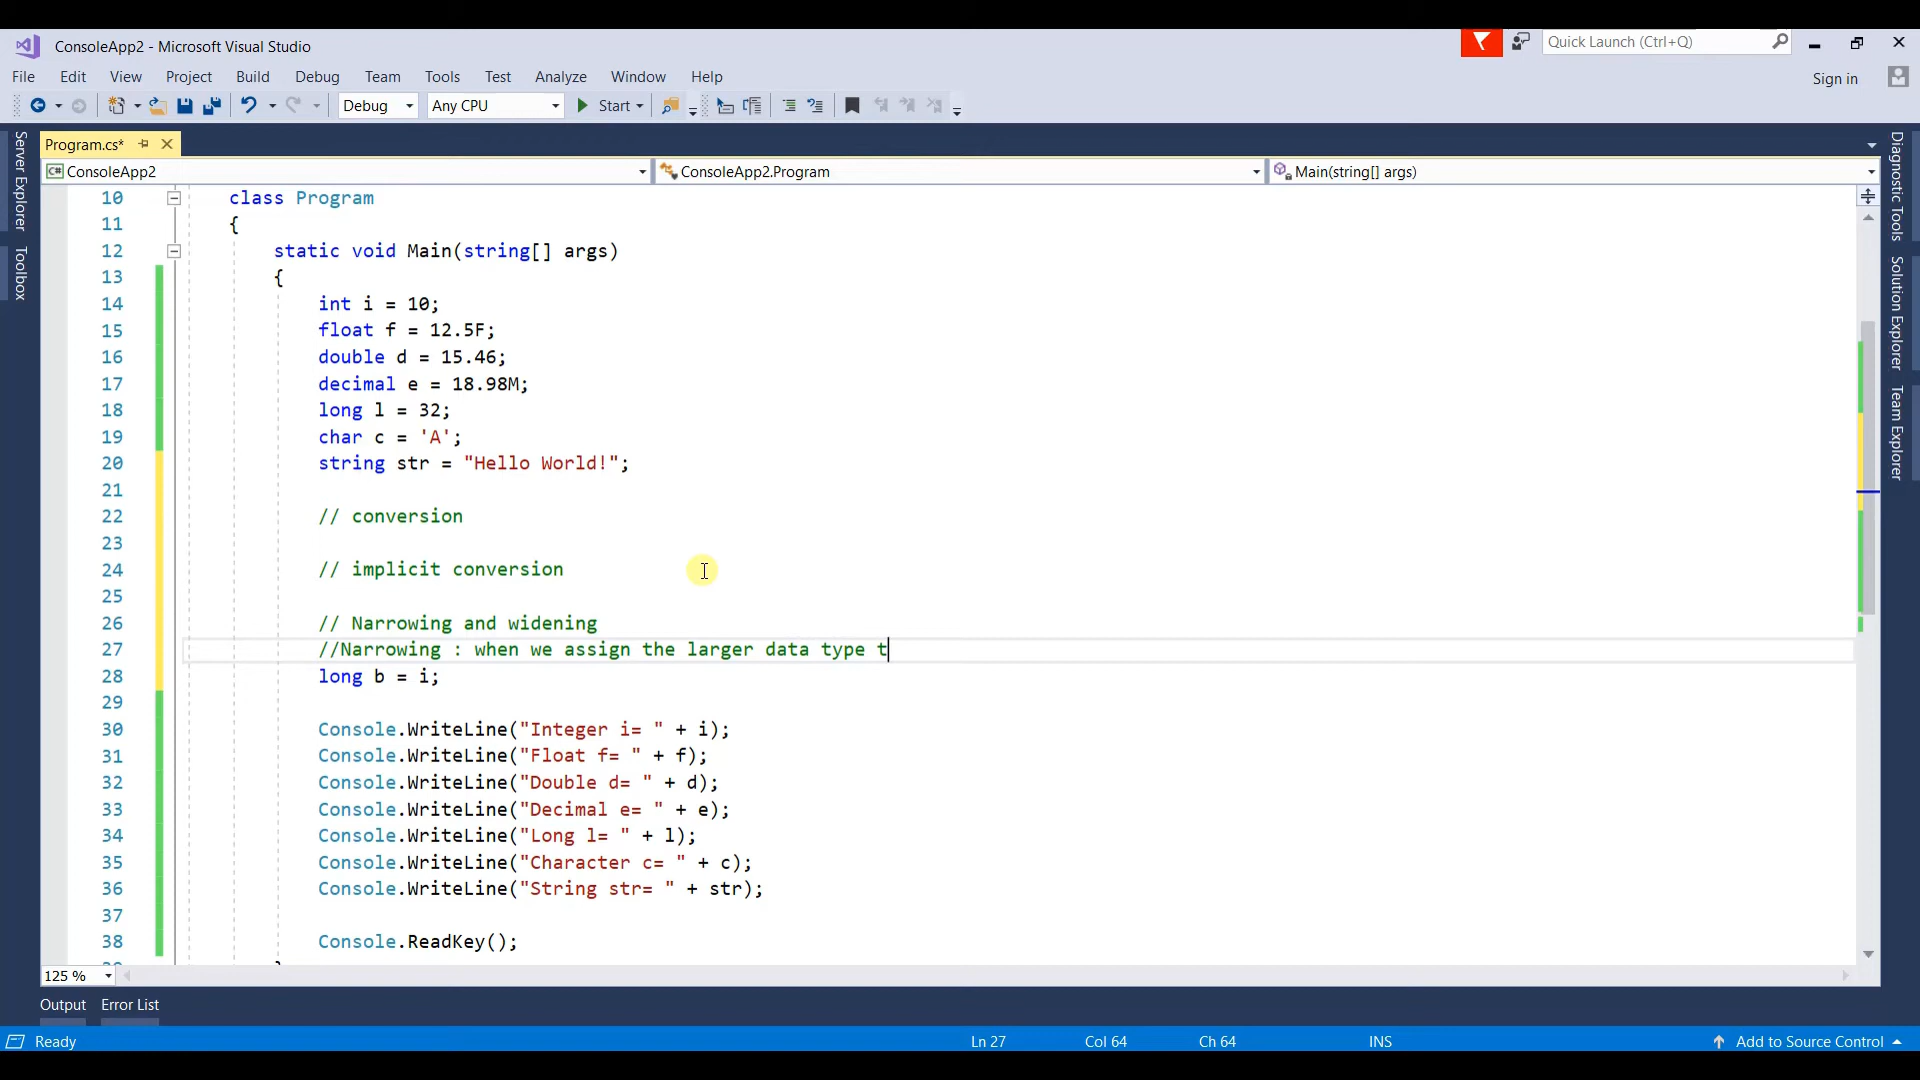 ConsoleApp2 - Microsoft Visual Studio
Quick Launch (Ctrl+Q)
File Edit View Project Build Debug Team Tools Test Analyze Window Help
Sign in
Debug Any CPU Start
Program.cs*
ConsoleApp2
ConsoleApp2.Program
Main(string[] args)
Server Explorer
Toolbox
Diagnostic Tools
Solution Explorer
Team Explorer
10 class Program
11 {
12 static void Main(string[] args)
13 {
14 int i = 10;
15 float f = 12.5F;
16 double d = 15.46;
17 decimal e = 18.98M;
18 long l = 32;
19 char c = 'A';
20 string str = "Hello World!";
21
22 // conversion
23
24 // implicit conversion
25
26 // Narrowing and widening
27 //Narrowing : when we assign the larger data type t
28 long b = i;
29
30 Console.WriteLine("Integer i= " + i);
31 Console.WriteLine("Float f= " + f);
32 Console.WriteLine("Double d= " + d);
33 Console.WriteLine("Decimal e= " + e);
34 Console.WriteLine("Long l= " + l);
35 Console.WriteLine("Character c= " + c);
36 Console.WriteLine("String str= " + str);
37
38 Console.ReadKey();
125 %
Output Error List
Ready Ln 27 Col 64 Ch 64 INS Add to Source Control